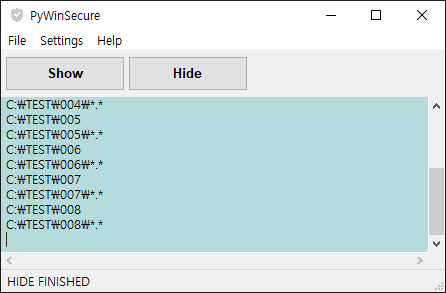 PyWinSecure
File Settings Help
Show Hide
C:₩TEST₩004₩*.*
C:₩TEST₩005
C:₩TEST₩005₩*.*
C:₩TEST₩006
C:₩TEST₩006₩*.*
C:₩TEST₩007
C:₩TEST₩007₩*.*
C:₩TEST₩008
C:₩TEST₩008₩*.*
HIDE FINISHED